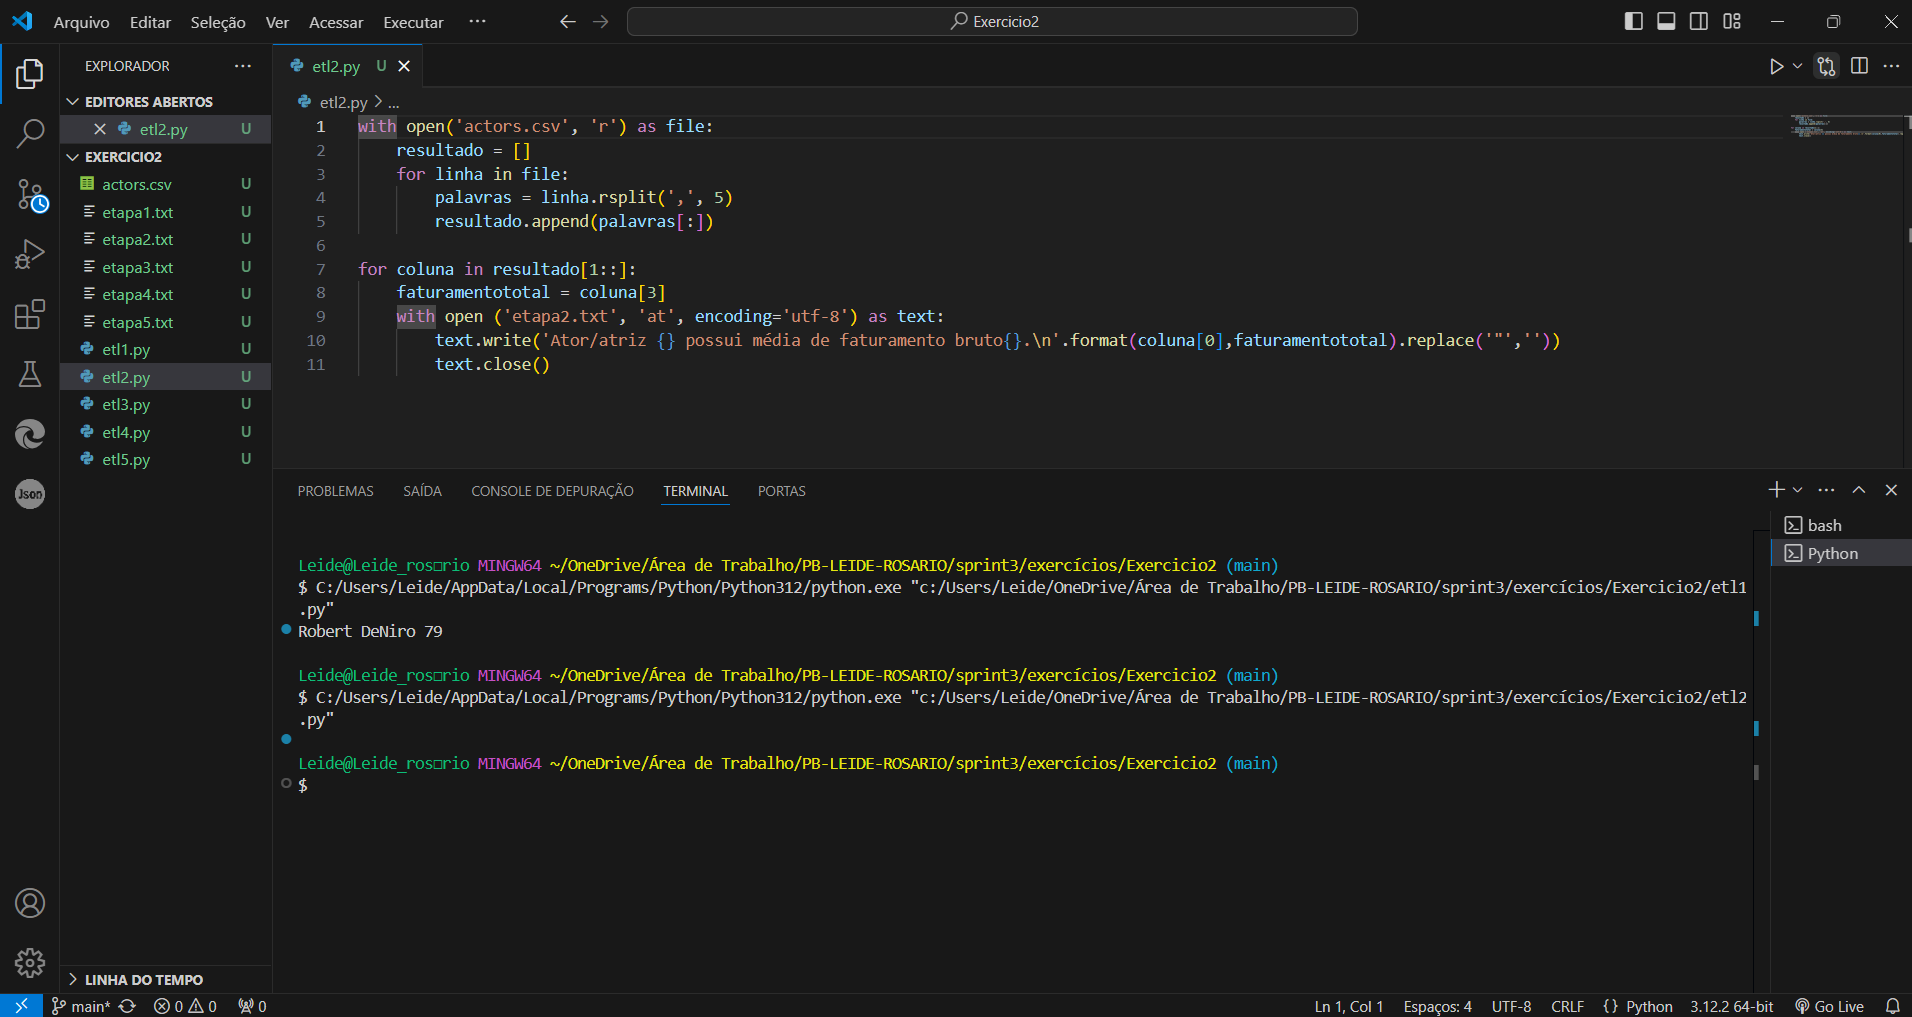 Arquivo Editar Seleção Ver Acessar Executar ··· Exercicio2
EXPLORADOR ···
EDITORES ABERTOS
etl2.py U
EXERCICIO2
actors.csv U
etapa1.txt U
etapa2.txt U
etapa3.txt U
etapa4.txt U
etapa5.txt U
etl1.py U
etl2.py U
etl3.py U
etl4.py U
etl5.py U
Json
LINHA DO TEMPO
etl2.py U
etl2.py > ...
1 with open('actors.csv', 'r') as file:
2 resultado = []
3 for linha in file:
4 palavras = linha.rsplit(',', 5)
5 resultado.append(palavras[:])
6
7 for coluna in resultado[1::]:
8 faturamentototal = coluna[3]
9 with open ('etapa2.txt', 'at', encoding='utf-8') as text:
10 text.write('Ator/atriz {} possui média de faturamento bruto{}.\n'.format(coluna[0],faturamentototal).replace('"',''))
11 text.close()
PROBLEMAS SAÍDA CONSOLE DE DEPURAÇÃO TERMINAL PORTAS
bash
Python
Leide@Leide_ros□rio MINGW64 ~/OneDrive/Área de Trabalho/PB-LEIDE-ROSARIO/sprint3/exercícios/Exercicio2 (main)
$ C:/Users/Leide/AppData/Local/Programs/Python/Python312/python.exe "c:/Users/Leide/OneDrive/Área de Trabalho/PB-LEIDE-ROSARIO/sprint3/exercícios/Exercicio2/etl1
.py"
Robert DeNiro 79
Leide@Leide_ros□rio MINGW64 ~/OneDrive/Área de Trabalho/PB-LEIDE-ROSARIO/sprint3/exercícios/Exercicio2 (main)
$ C:/Users/Leide/AppData/Local/Programs/Python/Python312/python.exe "c:/Users/Leide/OneDrive/Área de Trabalho/PB-LEIDE-ROSARIO/sprint3/exercícios/Exercicio2/etl2
.py"
Leide@Leide_ros□rio MINGW64 ~/OneDrive/Área de Trabalho/PB-LEIDE-ROSARIO/sprint3/exercícios/Exercicio2 (main)
$
main* 0 0 0 Ln 1, Col 1 Espaços: 4 UTF-8 CRLF {} Python 3.12.2 64-bit Go Live